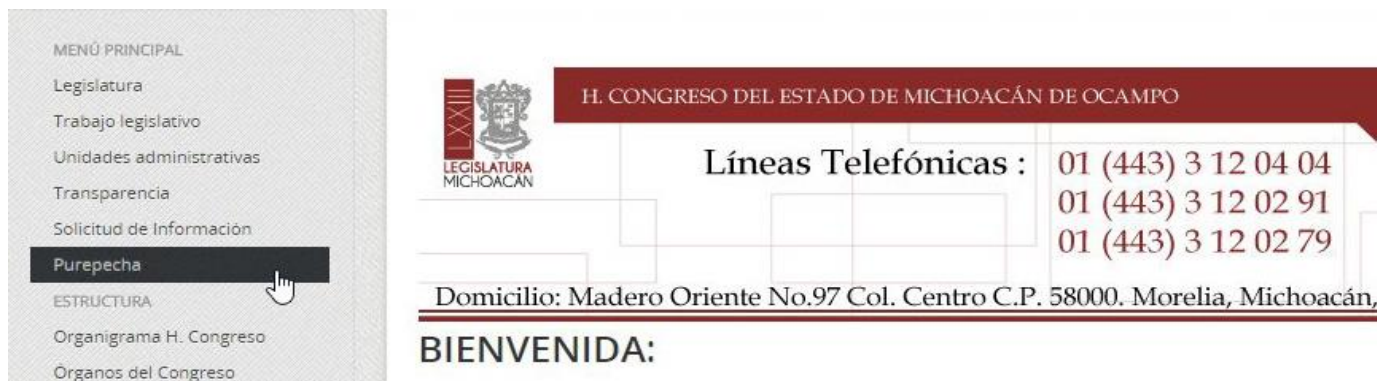 MENÚ PRINCIPAL
Legislatura
Trabajo legislativo
Unidades administrativas
Transparencia
Solicitud de Información
Purepecha
ESTRUCTURA
Organigrama H. Congreso
Órganos del Congreso
LXXII
LEGISLATURA
MICHOACÁN
H. CONGRESO DEL ESTADO DE MICHOACÁN DE OCAMPO
Líneas Telefónicas : 01 (443) 3 12 04 04
01 (443) 3 12 02 91
01 (443) 3 12 02 79
Domicilio: Madero Oriente No.97 Col. Centro C.P. 58000. Morelia, Michoacán,
BIENVENIDA: